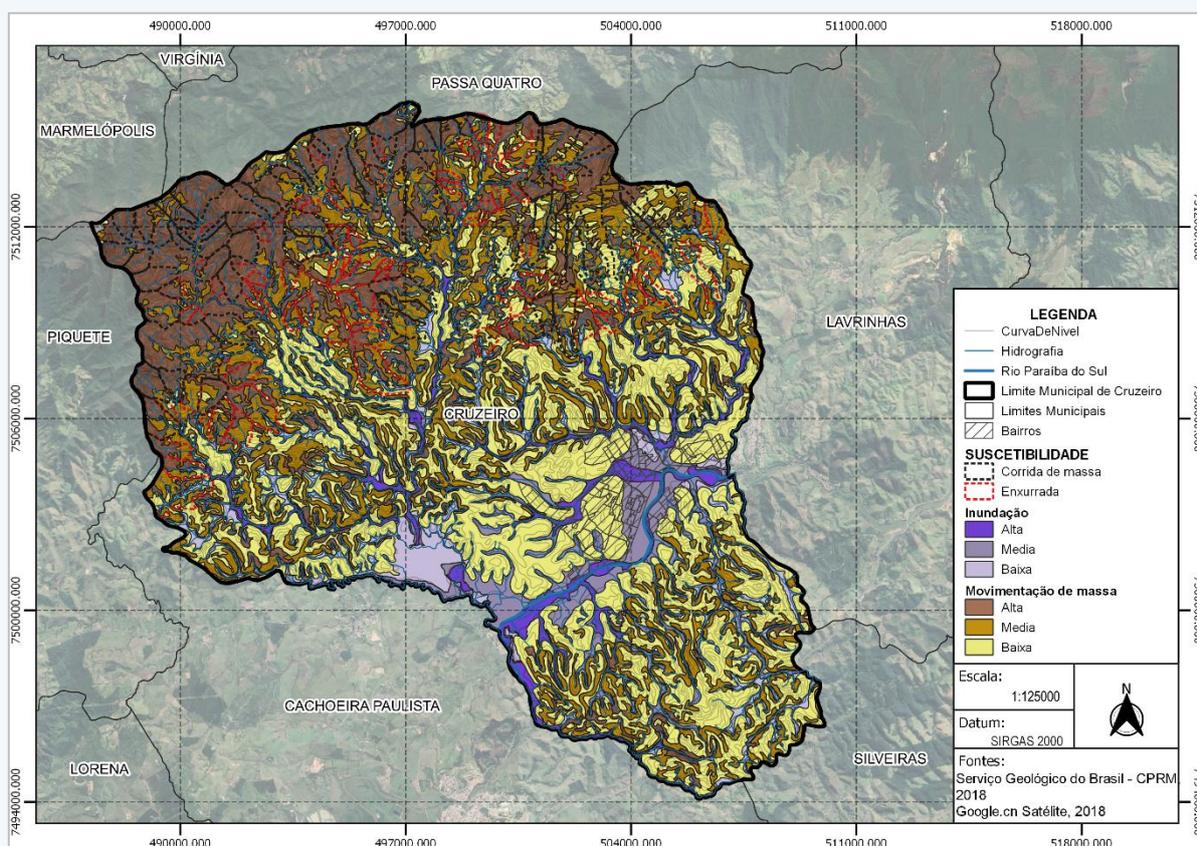 490000.000 497000.000 504000.000 511000.000 518000.000
VIRGÍNIA
PASSA QUATRO
MARMELÓPOLIS
7512000.000
PIQUETE
LAVRINHAS
7506000.000
CRUZEIRO
7500000.000
CACHOEIRA PAULISTA
LORENA
SILVEIRAS
7494000.000
LEGENDA
CurvaDeNivel
Hidrografia
Rio Paraíba do Sul
Limite Municipal de Cruzeiro
Limites Municipais
Bairros
SUSCETIBILIDADE
Corrida de massa
Enxurrada
Inundação
Alta
Media
Baixa
Movimentação de massa
Alta
Media
Baixa
Escala:
1:125000
N
Datum:
SIRGAS 2000
Fontes:
Serviço Geológico do Brasil - CPRM,
2018
Google.cn Satélite, 2018
490000.000 497000.000 504000.000 511000.000 518000.000